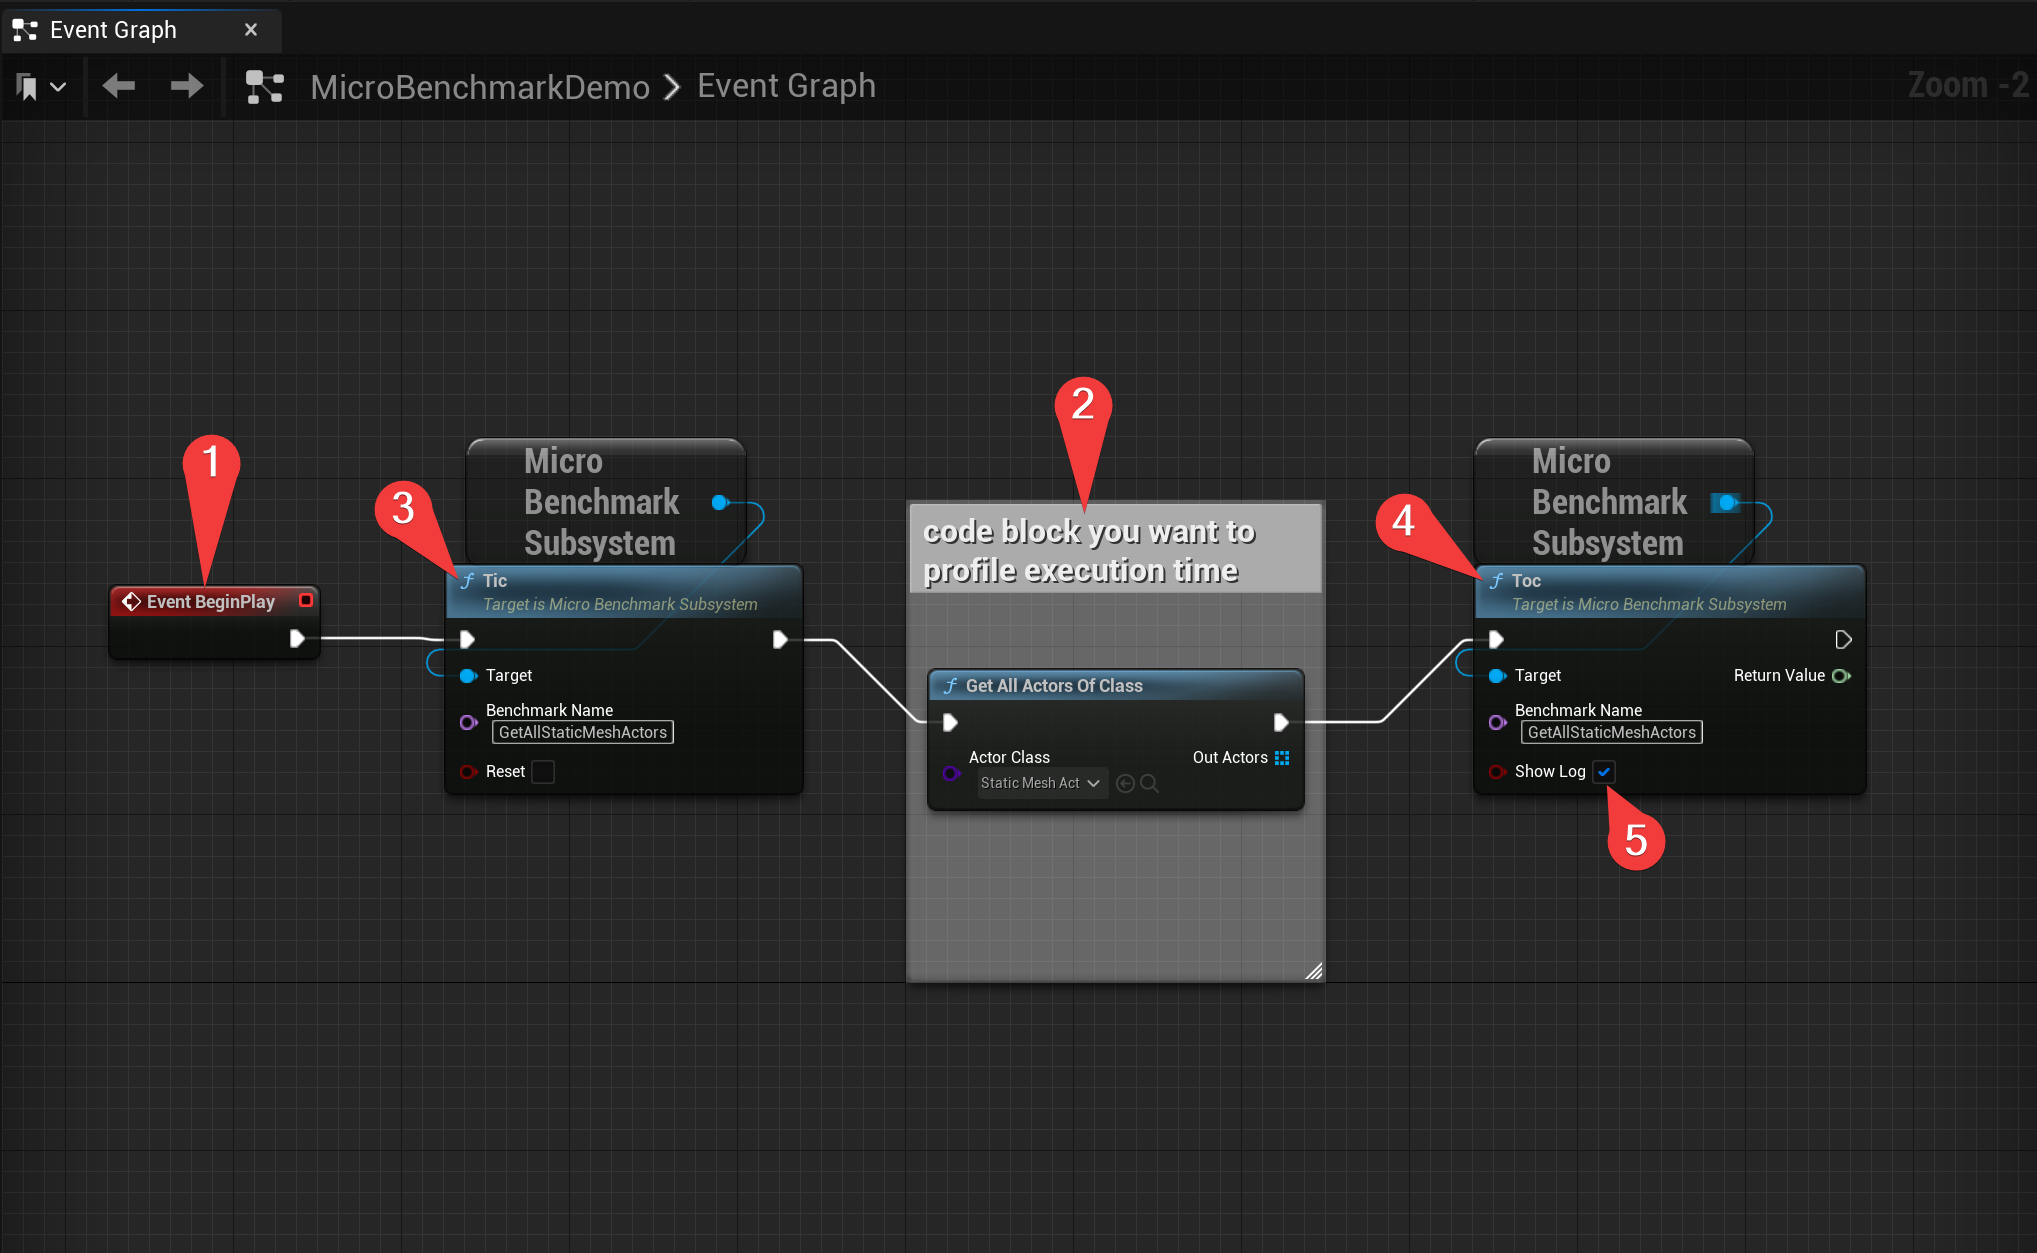 Event Graph
MicroBenchmarkDemo > Event Graph
Zoom -2
1
Event BeginPlay
3
Micro
Benchmark
Subsystem
Tic
Target is Micro Benchmark Subsystem
Target
Benchmark Name
GetAllStaticMeshActors
Reset
2
code block you want to
profile execution time
Get All Actors Of Class
Actor Class
Out Actors
Static Mesh Act
4
Micro
Benchmark
Subsystem
Toc
Target is Micro Benchmark Subsystem
Target
Return Value
Benchmark Name
GetAllStaticMeshActors
Show Log
5